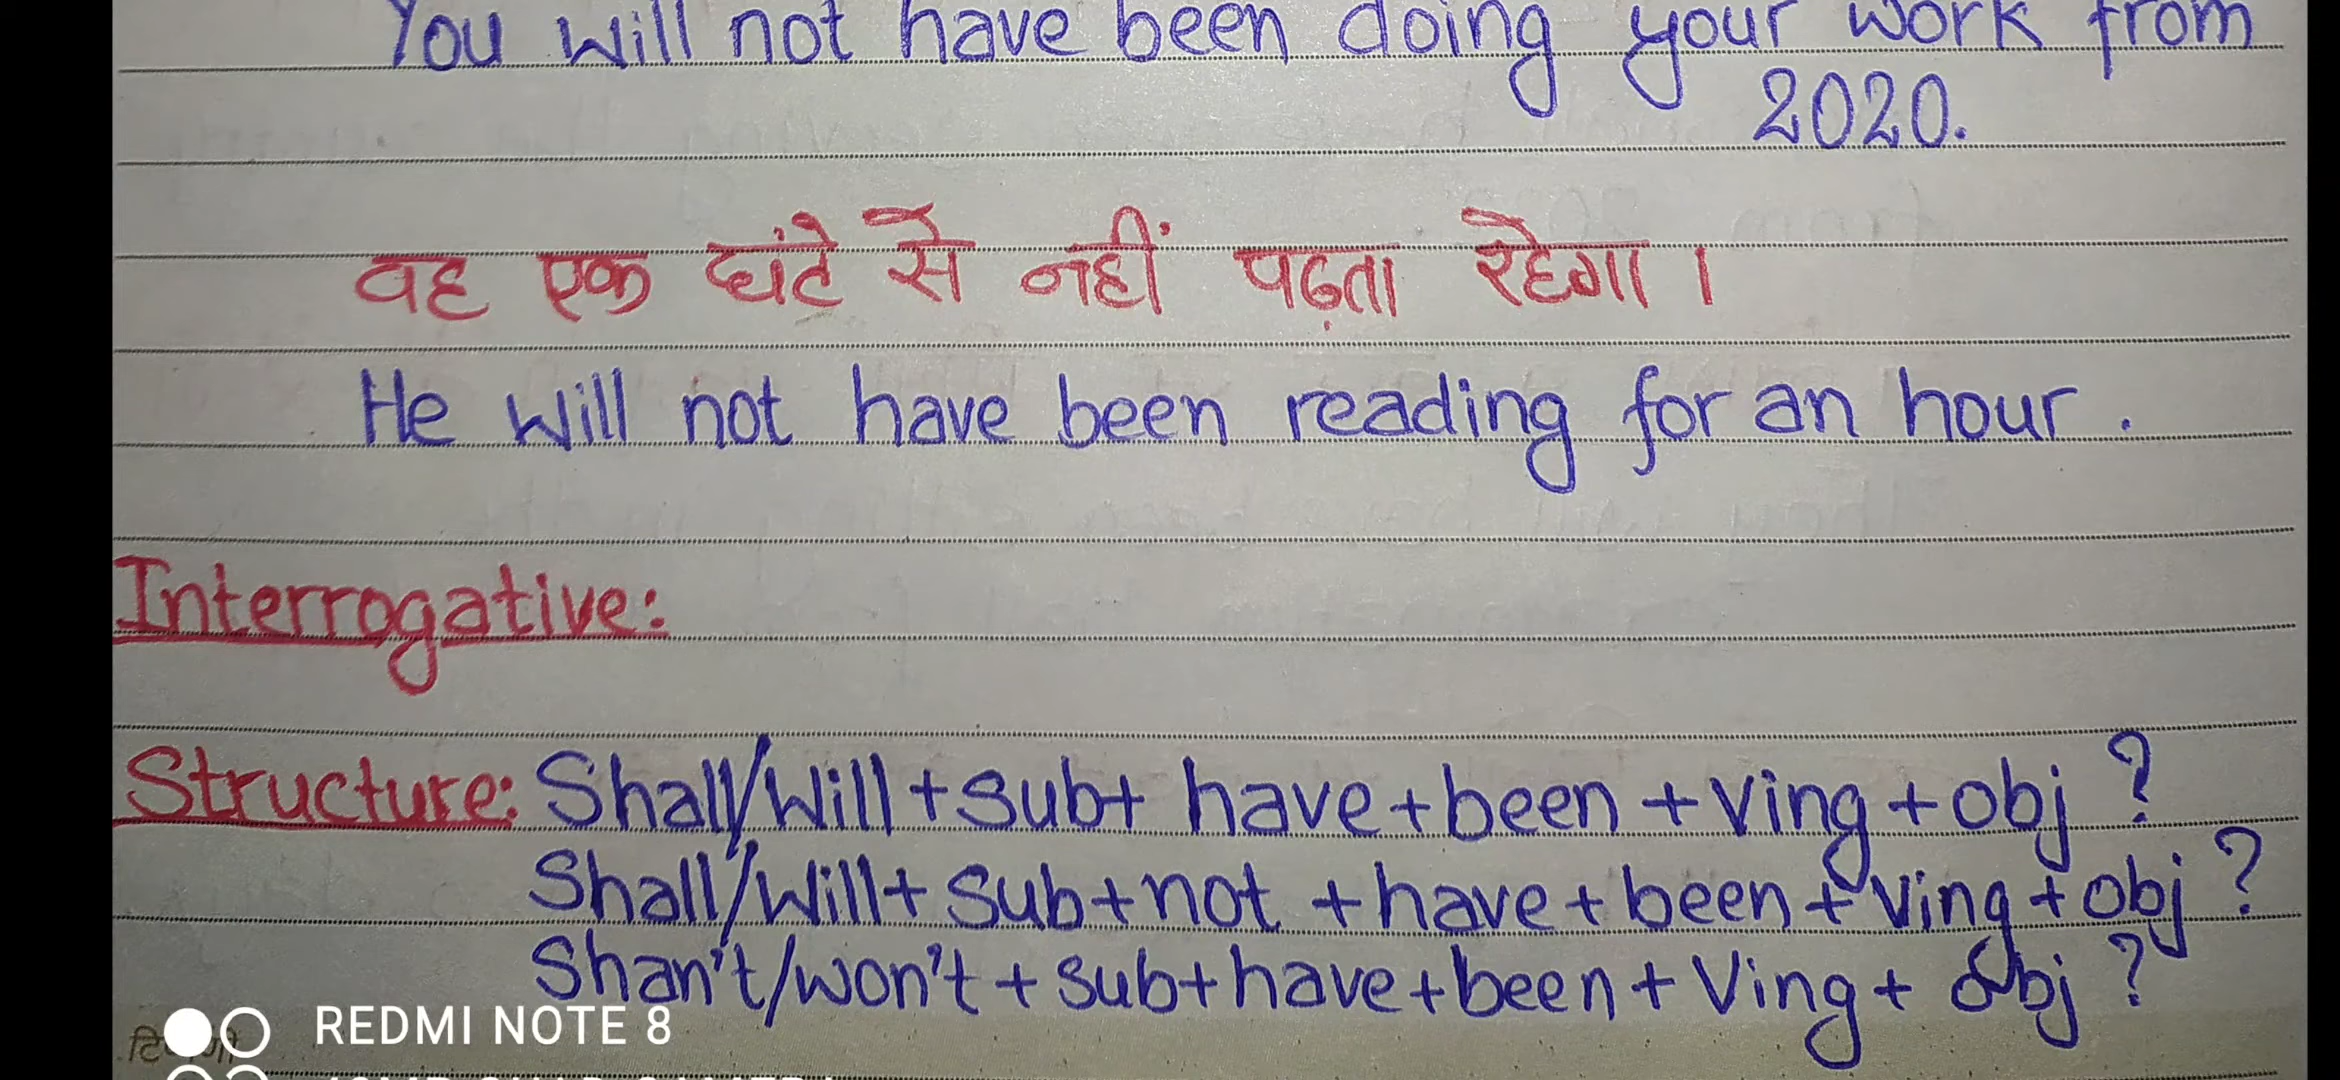 You will not have been doing your work from
2020.
वह एक घंटे से नहीं पढ़ता रहेगा ।
He will not have been reading for an hour.
Interrogative:
Structure: Shall/Will+sub+ have+been+Ving+obj ?
Shall/Will+sub+not +have+been+Ving+obj ?
Shan't/won't+sub+have+been+Ving+obj ?
REDMI NOTE 8